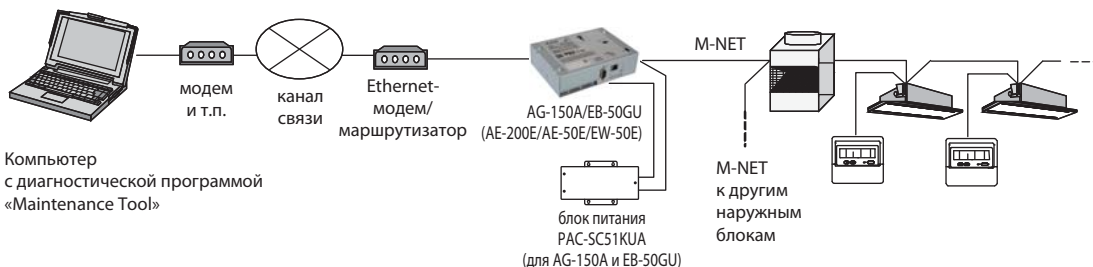 Компьютер
с диагностической программой
«Maintenance Tool»
модем
и т.п.
канал
связи
Ethernet-
модем/
маршрутизатор
AG-150A/EB-50GU
(AE-200E/AE-50E/EW-50E)
блок питания
PAC-SC51KUA
(для AG-150A и EB-50GU)
M-NET
M-NET
к другим
наружным
блокам